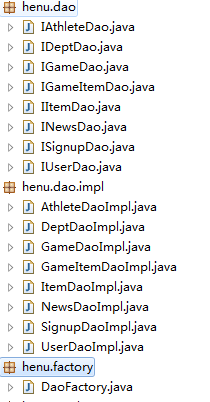 henu.dao
IAthleteDao.java
IDeptDao.java
IGameDao.java
IGameItemDao.java
IItemDao.java
INewsDao.java
ISignupDao.java
IUserDao.java
henu.dao.impl
AthleteDaoImpl.java
DeptDaoImpl.java
GameDaoImpl.java
GameItemDaoImpl.java
ItemDaoImpl.java
NewsDaoImpl.java
SignupDaoImpl.java
UserDaoImpl.java
henu.factory
DaoFactory.java